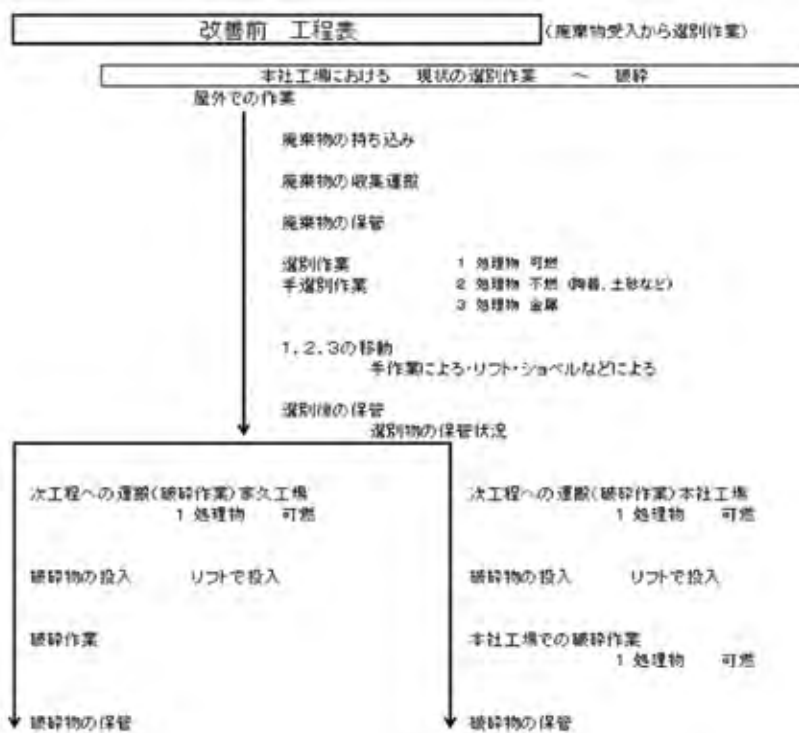 改善前 工程表
(廃棄物受入から選別作業)
本社工場における 現状の選別作業 ～ 破砕
屋外での作業
廃棄物の持ち込み
廃棄物の収集運搬
廃棄物の保管
選別作業 1 処理物 可燃
手選別作業 2 処理物 不燃 (陶器、土砂など)
3 処理物 金属
1、2、3の移動
手作業による・リフト・ショベルなどによる
選別後の保管
選別物の保管状況
次工程への運搬(破砕作業)家久工場
1 処理物 可燃
破砕物の投入 リフトで投入
破砕作業
破砕物の保管
次工程への運搬(破砕作業)本社工場
1 処理物 可燃
破砕物の投入 リフトで投入
本社工場での破砕作業
1 処理物 可燃
破砕物の保管